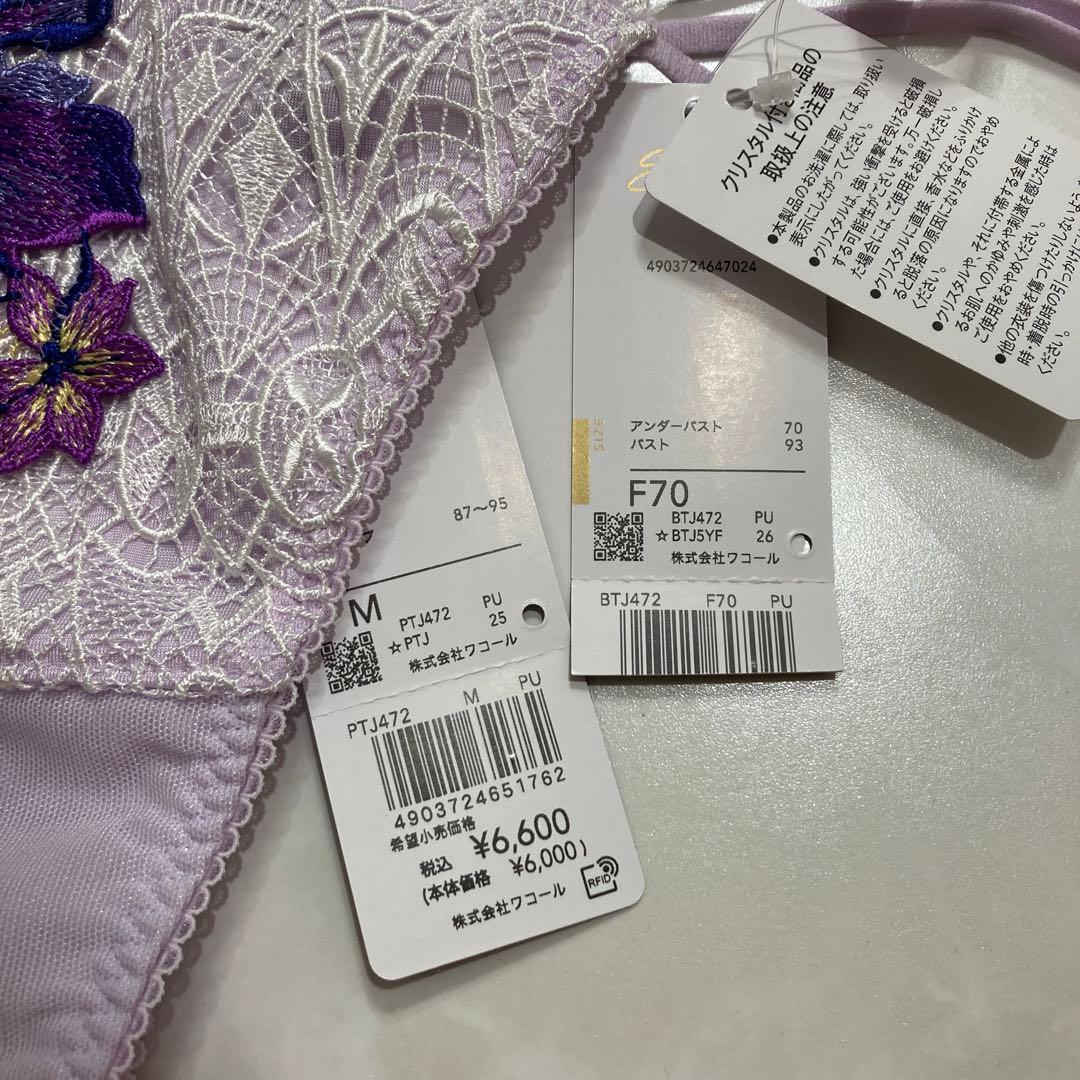 クリスタル付き商品の
取扱上の注意
●本製品のお洗濯に際しては、取り扱い
表示にしたがってください。
●クリスタルは、強い衝撃を受けると破損
する可能性がございます。万一破損し
た場合には、ご使用をお避けください。
●クリスタルに直接、香水などをふりかけ
ると脱落の原因になりますのでおやめ
ください。
●クリスタルや、それに付帯する金属によ
るお肌へのかゆみや刺激を感じた時は
ご使用をおやめください。
●他の衣装を傷つけたりしないよう
時・着脱時の引っかけに
ください。
4903724647024
SIZE
アンダーバスト 70
バスト 93
F70
BTJ472 PU
☆BTJ5YF 26
株式会社ワコール
BTJ472 F70 PU
87〜95
M
PTJ472 PU
☆PTJ 25
株式会社ワコール
PTJ472 M PU
4903724651762
希望小売価格
税込 ¥6,600
(本体価格 ¥6,000)
株式会社ワコール
RFID